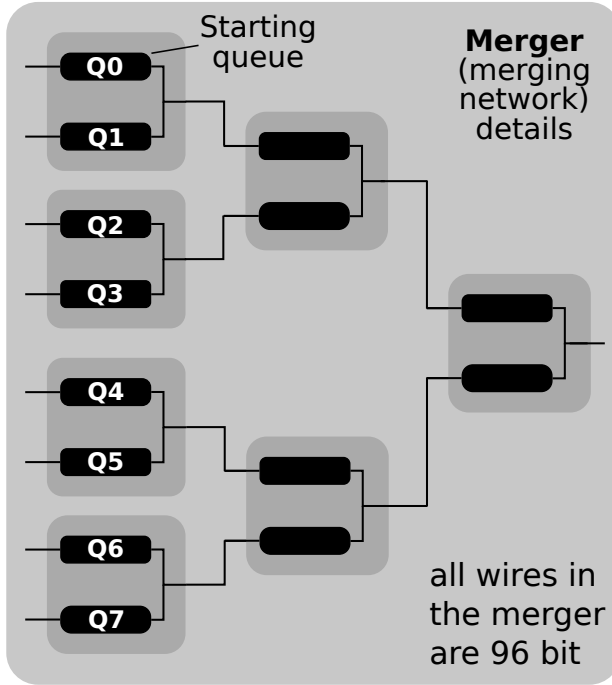 Starting
queue
Merger
(merging
network)
details
Q0
Q1
Q2
Q3
Q4
Q5
Q6
Q7
all wires in
the merger
are 96 bit